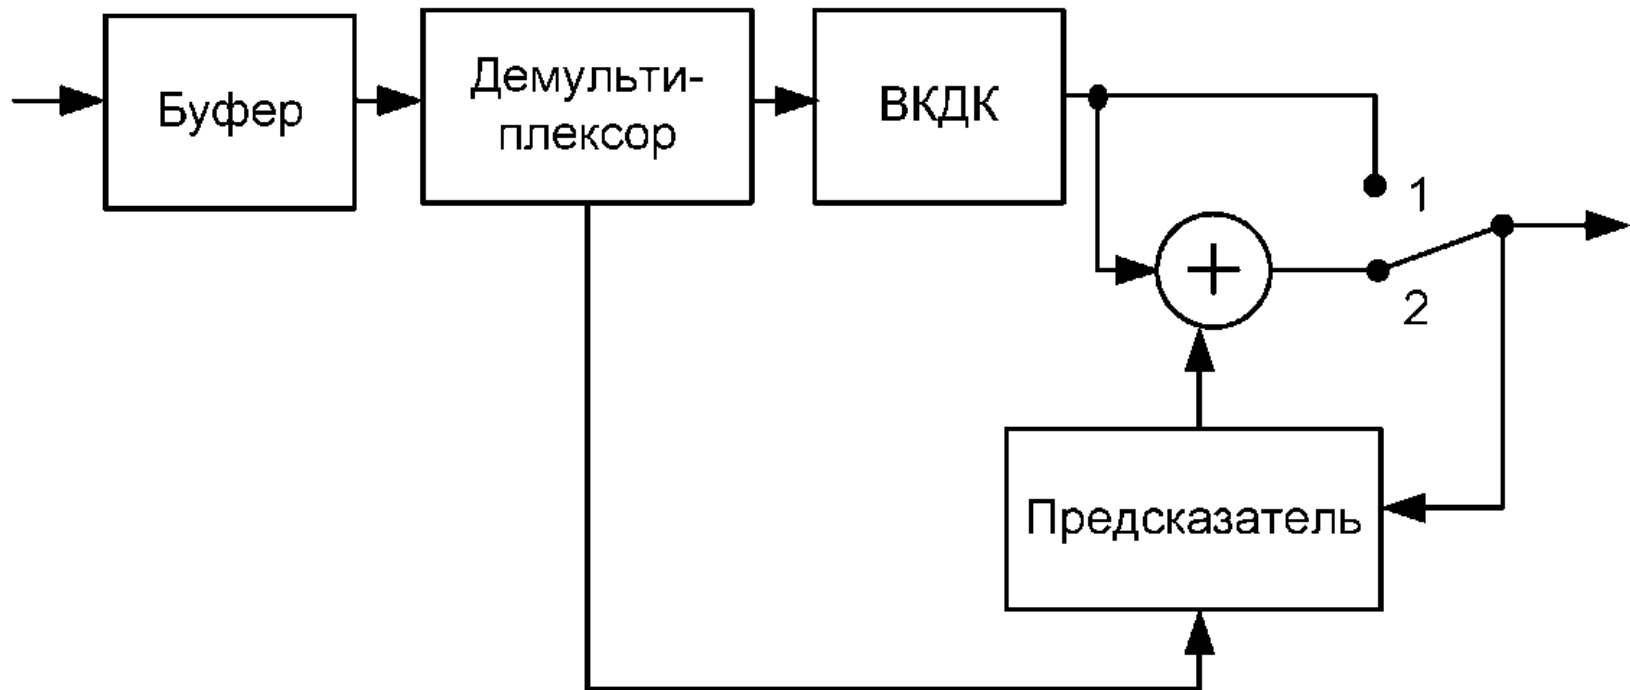 Буфер
Демульти-
плексор
ВКДК
1
+
2
Предсказатель